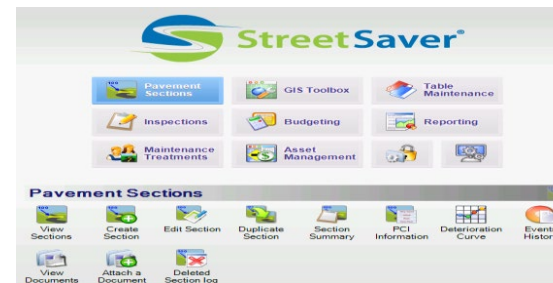 StreetSaver®
Pavement Sections
GIS Toolbox
Table Maintenance
Inspections
Budgeting
Reporting
Maintenance Treatments
Asset Management
Pavement Sections
View Sections
Create Section
Edit Section
Duplicate Section
Section Summary
PCI Information
Deterioration Curve
Event Histor
View Documents
Attach a Document
Deleted Section log